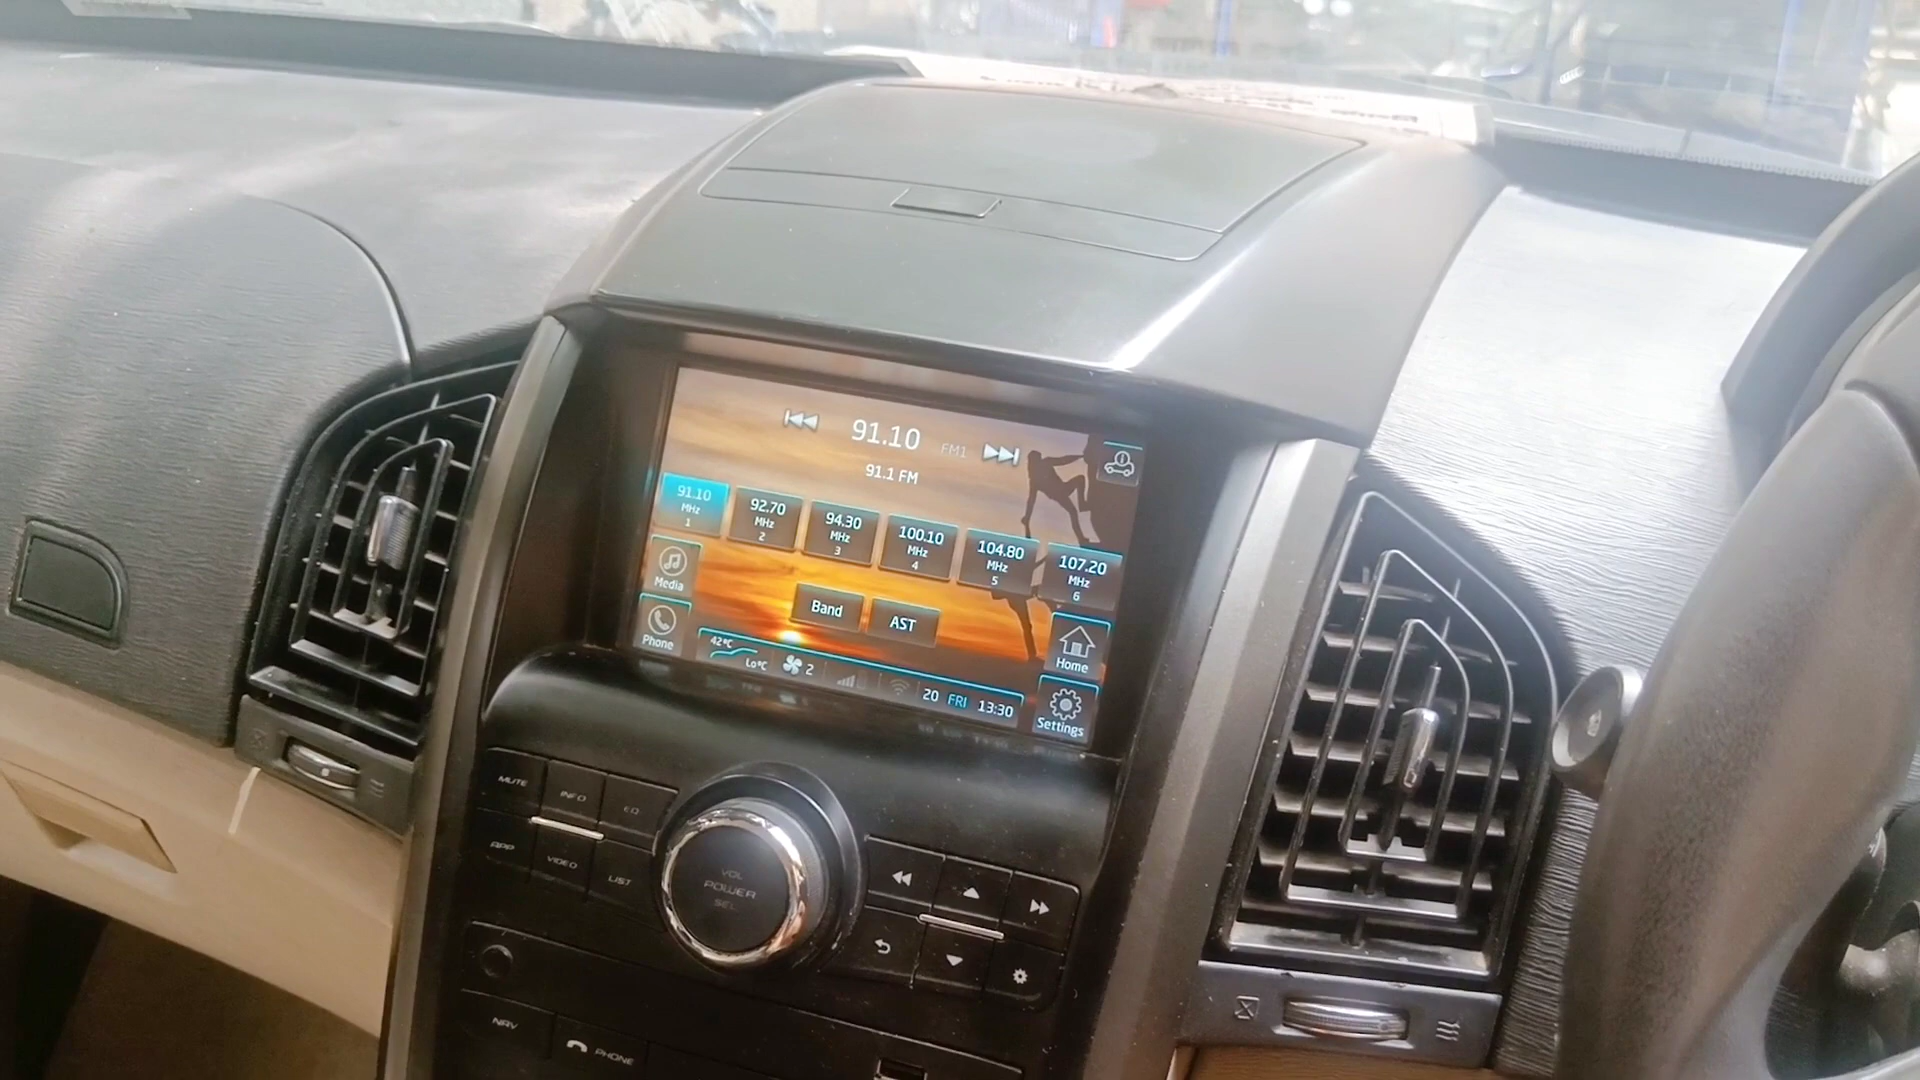 91.10 FM1
91.1 FM
91.10 MHz 1
92.70 MHz 2
94.30 MHz 3
100.10 MHz 4
104.80 MHz 5
107.20 MHz 6
Media
Band
AST
Phone
Home
42°C
Lo°C
2
20 FRI 13:30
Settings
MUTE
INFO
EQ
APP
VIDEO
LIST
VOL
POWER
SEL
NAV
PHONE